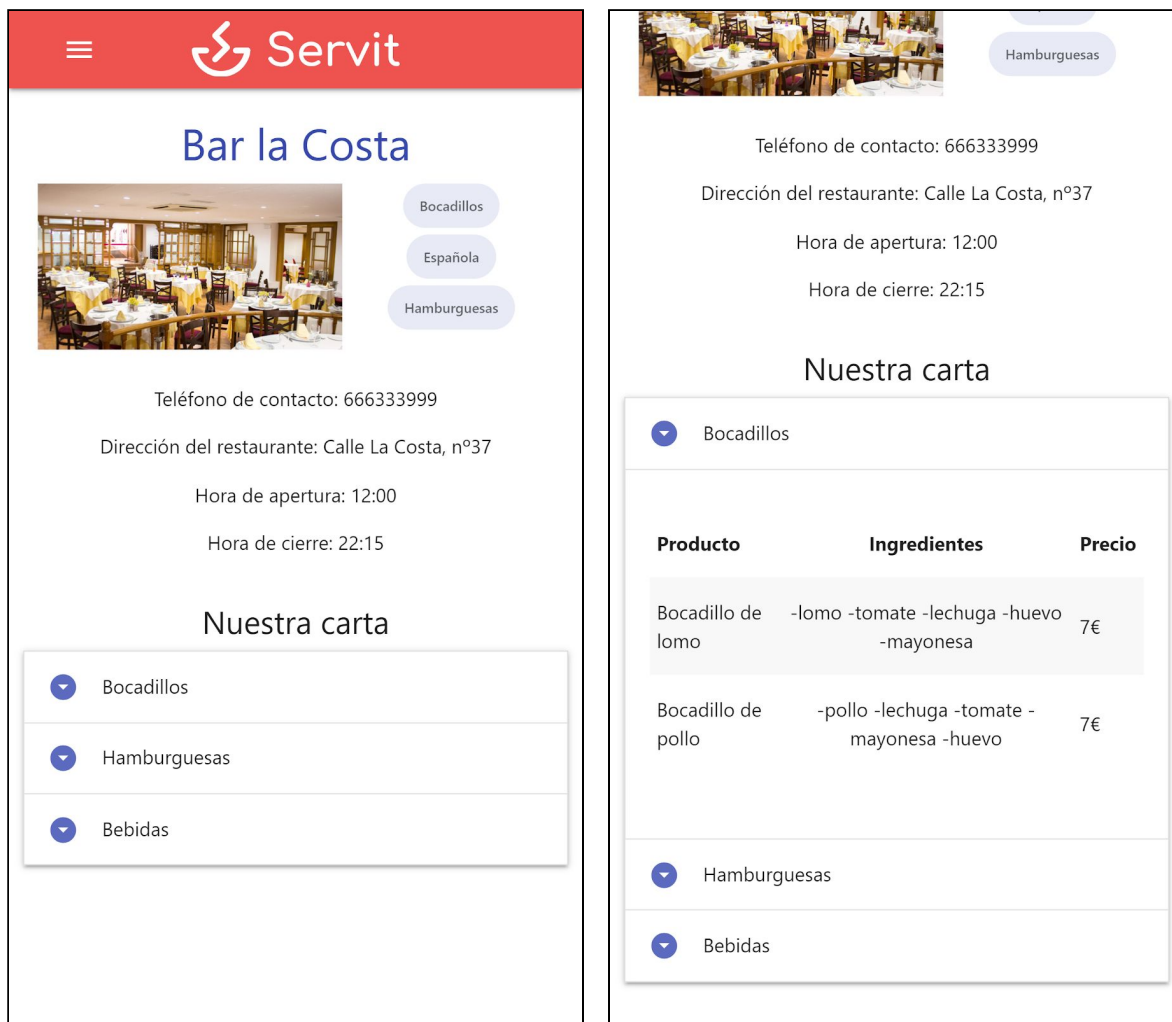 Servit
Bar la Costa
Bocadillos
Española
Hamburguesas
Teléfono de contacto: 666333999
Dirección del restaurante: Calle La Costa, nº37
Hora de apertura: 12:00
Hora de cierre: 22:15
Nuestra carta
Bocadillos
Hamburguesas
Bebidas
Hamburguesas
Teléfono de contacto: 666333999
Dirección del restaurante: Calle La Costa, nº37
Hora de apertura: 12:00
Hora de cierre: 22:15
Nuestra carta
Bocadillos
Producto Ingredientes Precio
Bocadillo de
lomo
-lomo -tomate -lechuga -huevo
-mayonesa
7€
Bocadillo de
pollo
-pollo -lechuga -tomate -
mayonesa -huevo
7€
Hamburguesas
Bebidas